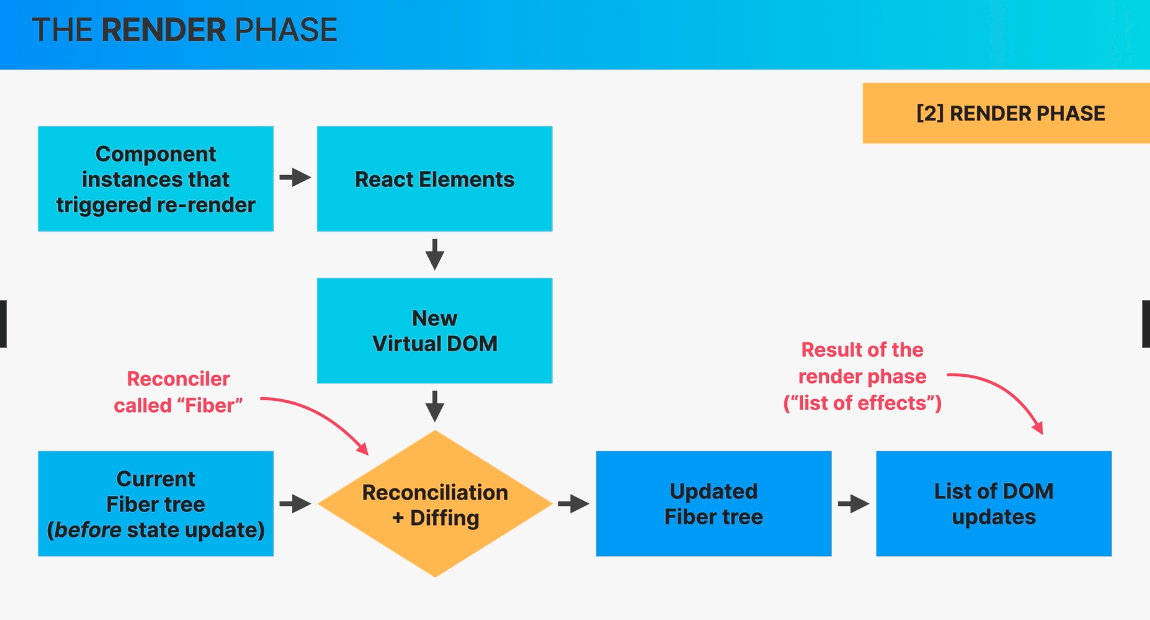 THE RENDER PHASE
[2] RENDER PHASE
Component
instances that
triggered re-render
React Elements
New
Virtual DOM
Reconciler
called “Fiber”
Result of the
render phase
(“list of effects”)
Current
Fiber tree
(before state update)
Reconciliation
+ Diffing
Updated
Fiber tree
List of DOM
updates